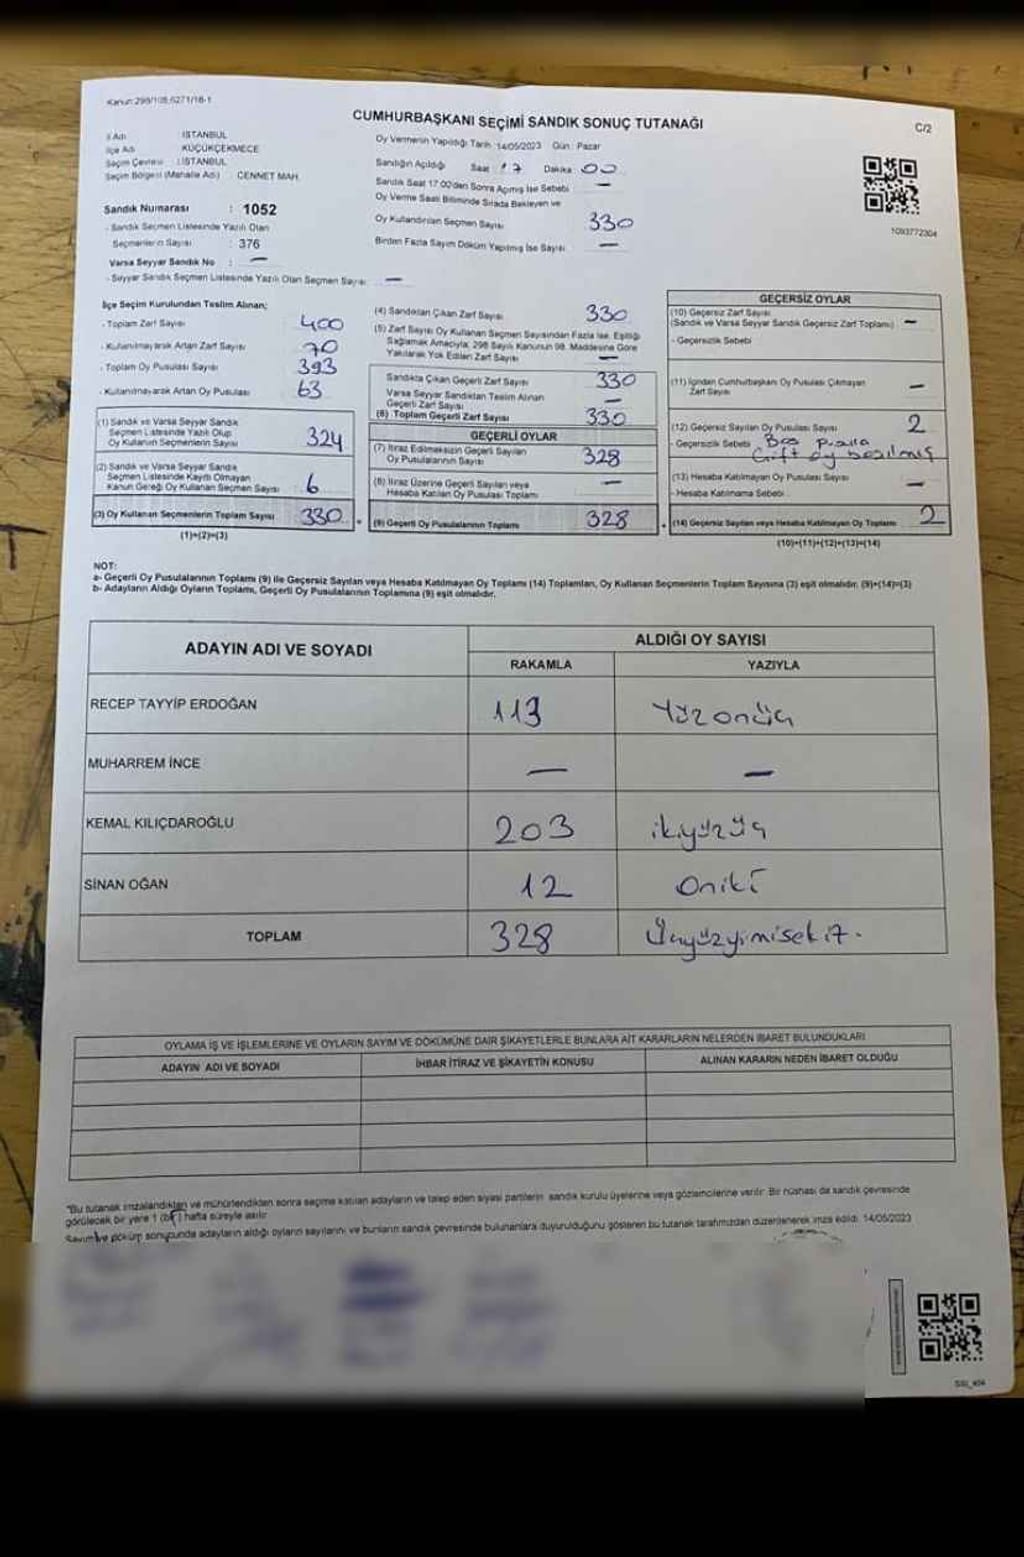 Kanun: 298/105,6271/18-1
CUMHURBAŞKANI SEÇİMİ SANDIK SONUÇ TUTANAĞI
C/2
İl Adı : İSTANBUL
İlçe Adı : KÜÇÜKÇEKMECE
Seçim Çevresi : İSTANBUL
Seçim Bölgesi (Mahalle Adı) : CENNET MAH.
Sandık Numarası : 1052
- Sandık Seçmen Listesinde Yazılı Olan
Seçmenlerin Sayısı : 376
Varsa Seyyar Sandık No : —
- Seyyar Sandık Seçmen Listesinde Yazılı Olan Seçmen Sayısı —
Oy Vermenin Yapıldığı Tarih :14/05/2023 Gün : Pazar
Sandığın Açıldığı Saat : 17 Dakika : 00
Sandık Saat 17:00'den Sonra Açılmış İse Sebebi —
Oy Verme Saati Bitiminde Sırada Bekleyen ve
Oy Kullandırılan Seçmen Sayısı 330
Birden Fazla Sayım Döküm Yapılmış İse Sayısı —
1093772304
İlçe Seçim Kurulundan Teslim Alınan;
- Toplam Zarf Sayısı 400
- Kullanılmayarak Artan Zarf Sayısı 70
- Toplam Oy Pusulası Sayısı 393
- Kullanılmayarak Artan Oy Pusulası 63
(1) Sandık ve Varsa Seyyar Sandık
Seçmen Listesinde Yazılı Olup
Oy Kullanan Seçmenlerin Sayısı 324
(2) Sandık ve Varsa Seyyar Sandık
Seçmen Listesinde Kayıtlı Olmayan
Kanun Gereği Oy Kullanan Seçmen Sayısı 6
(3) Oy Kullanan Seçmenlerin Toplam Sayısı 330
(1)+(2)=(3)
(4) Sandıktan Çıkan Zarf Sayısı 330
(5) Zarf Sayısı Oy Kullanan Seçmen Sayısından Fazla İse, Eşitliği
Sağlamak Amacıyla; 298 Sayılı Kanunun 98. Maddesine Göre
Yakılarak Yok Edilen Zarf Sayısı —
Sandıkta Çıkan Geçerli Zarf Sayısı 330
Varsa Seyyar Sandıktan Teslim Alınan
Geçerli Zarf Sayısı —
(6) Toplam Geçerli Zarf Sayısı 330
GEÇERLİ OYLAR
(7) İtiraz Edilmeksizin Geçerli Sayılan
Oy Pusulalarının Sayısı 328
(8) İtiraz Üzerine Geçerli Sayılan veya
Hesaba Katılan Oy Pusulası Toplamı —
(9) Geçerli Oy Pusulalarının Toplamı 328
GEÇERSİZ OYLAR
(10) Geçersiz Zarf Sayısı
(Sandık ve Varsa Seyyar Sandık Geçersiz Zarf Toplamı) —
- Geçersizlik Sebebi
(11) İçinden Cumhurbaşkanı Oy Pusulası Çıkmayan
Zarf Sayısı —
(12) Geçersiz Sayılan Oy Pusulası Sayısı 2
- Geçersizlik Sebebi Boş Pusula
Çift oy basılmış
(13) Hesaba Katılmayan Oy Pusulası Sayısı —
- Hesaba Katılmama Sebebi
(14) Geçersiz Sayılan veya Hesaba Katılmayan Oy Toplamı 2
(10)+(11)+(12)+(13)=(14)
NOT:
a- Geçerli Oy Pusulalarının Toplamı (9) ile Geçersiz Sayılan veya Hesaba Katılmayan Oy Toplamı (14) Toplamları, Oy Kullanan Seçmenlerin Toplam Sayısına (3) eşit olmalıdır. (9)+(14)=(3)
b- Adayların Aldığı Oyların Toplamı, Geçerli Oy Pusulalarının Toplamına (9) eşit olmalıdır.
ADAYIN ADI VE SOYADI
ALDIĞI OY SAYISI
RAKAMLA YAZIYLA
RECEP TAYYİP ERDOĞAN 113 Yüzonüç
MUHARREM İNCE — —
KEMAL KILIÇDAROĞLU 203 ikiyüzüç
SİNAN OĞAN 12 Oniki
TOPLAM 328 Üçyüzyimisekiz.
OYLAMA İŞ VE İŞLEMLERİNE VE OYLARIN SAYIM VE DÖKÜMÜNE DAİR ŞİKAYETLERLE BUNLARA AİT KARARLARIN NELERDEN İBARET BULUNDUKLARI
ADAYIN ADI VE SOYADI İHBAR İTİRAZ VE ŞİKAYETİN KONUSU ALINAN KARARIN NEDEN İBARET OLDUĞU
"Bu tutanak imzalandıktan ve mühürlendikten sonra seçime katılan adayların ve talep eden siyasi partilerin sandık kurulu üyelerine veya gözlemcilerine verilir. Bir nüshası da sandık çevresinde
görülecek bir yere 1 (bir) hafta süreyle asılır.
Sayım ve döküm sonucunda adayların aldığı oyların sayılarını ve bunların sandık çevresinde bulunanlara duyurulduğunu gösteren bu tutanak tarafımızdan düzenlenerek imza edildi. 14/05/2023